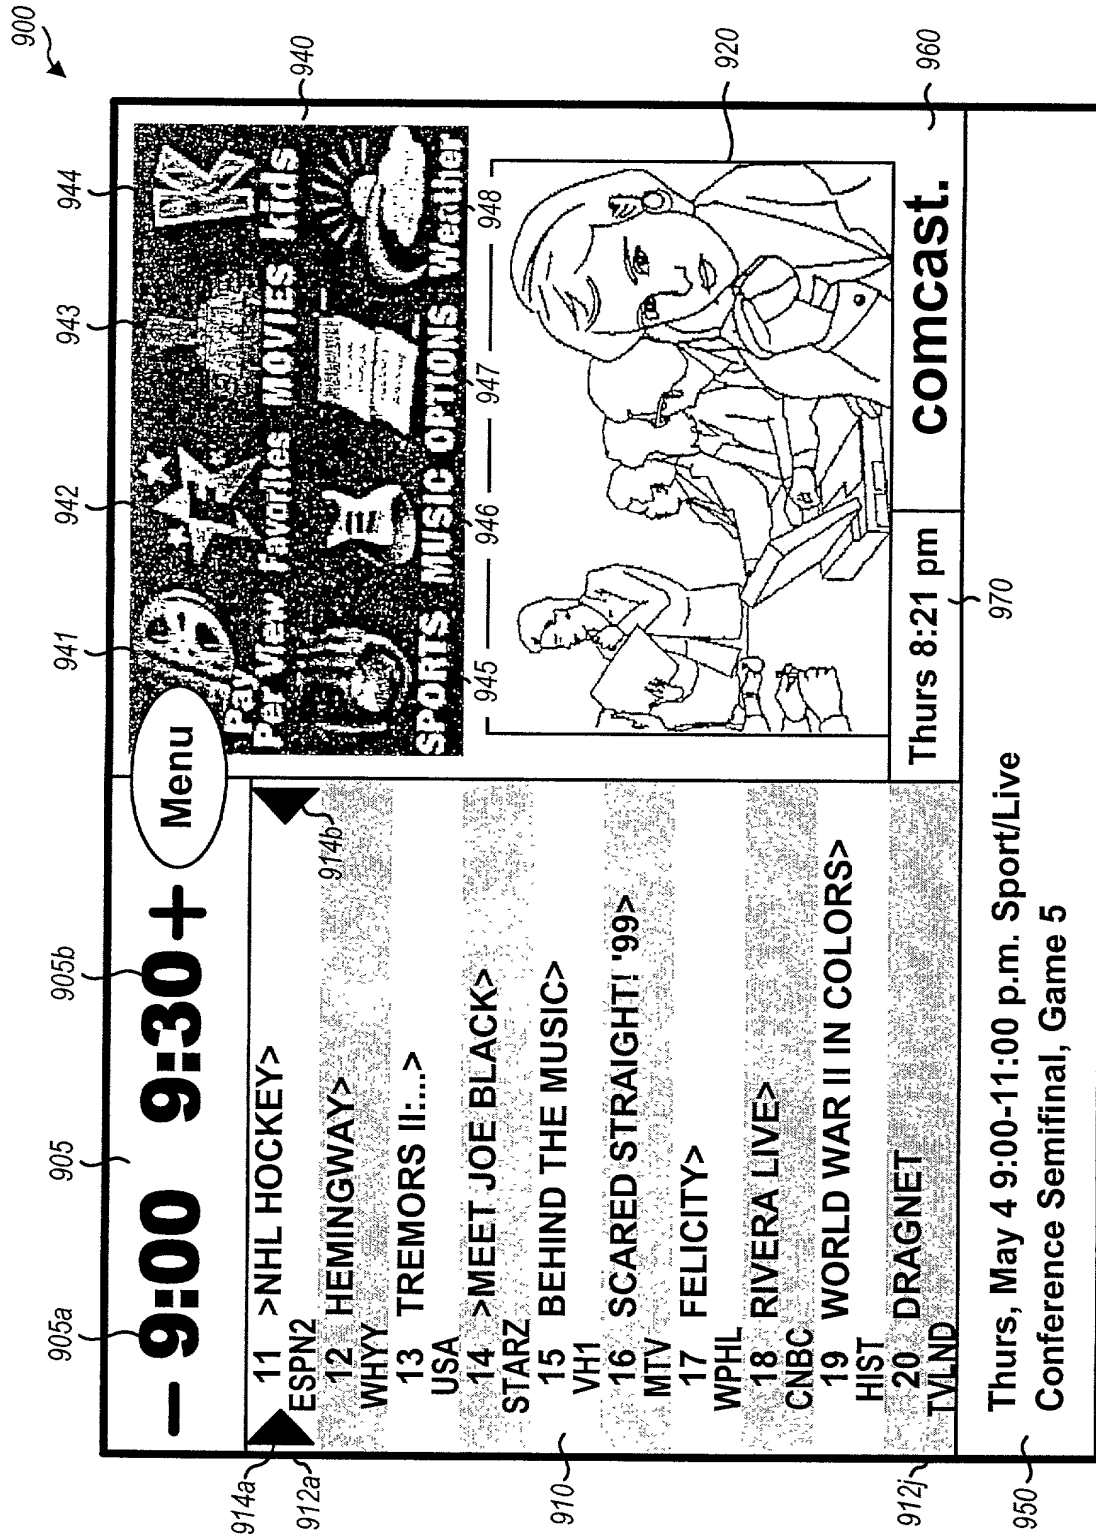 900
905a
905
905b
941
942
943
944
940
− 9:00 9:30 +
Menu
Pay
Per View Favorites MOVIES Kids
SPORTS MUSIC OPTIONS Weather
945
946
947
948
914a
912a
910
912j
914b
11 >NHL HOCKEY>
ESPN2
12 HEMINGWAY>
WHYY
13 TREMORS II:...>
USA
14 >MEET JOE BLACK>
STARZ
15 BEHIND THE MUSIC>
VH1
16 SCARED STRAIGHT! '99>
MTV
17 FELICITY>
WPHL
18 RIVERA LIVE>
CNBC
19 WORLD WAR II IN COLORS>
HIST
20 DRAGNET
TVLND
920
Thurs 8:21 pm
comcast.
960
970
950
Thurs, May 4 9:00-11:00 p.m. Sport/Live
Conference Semifinal, Game 5